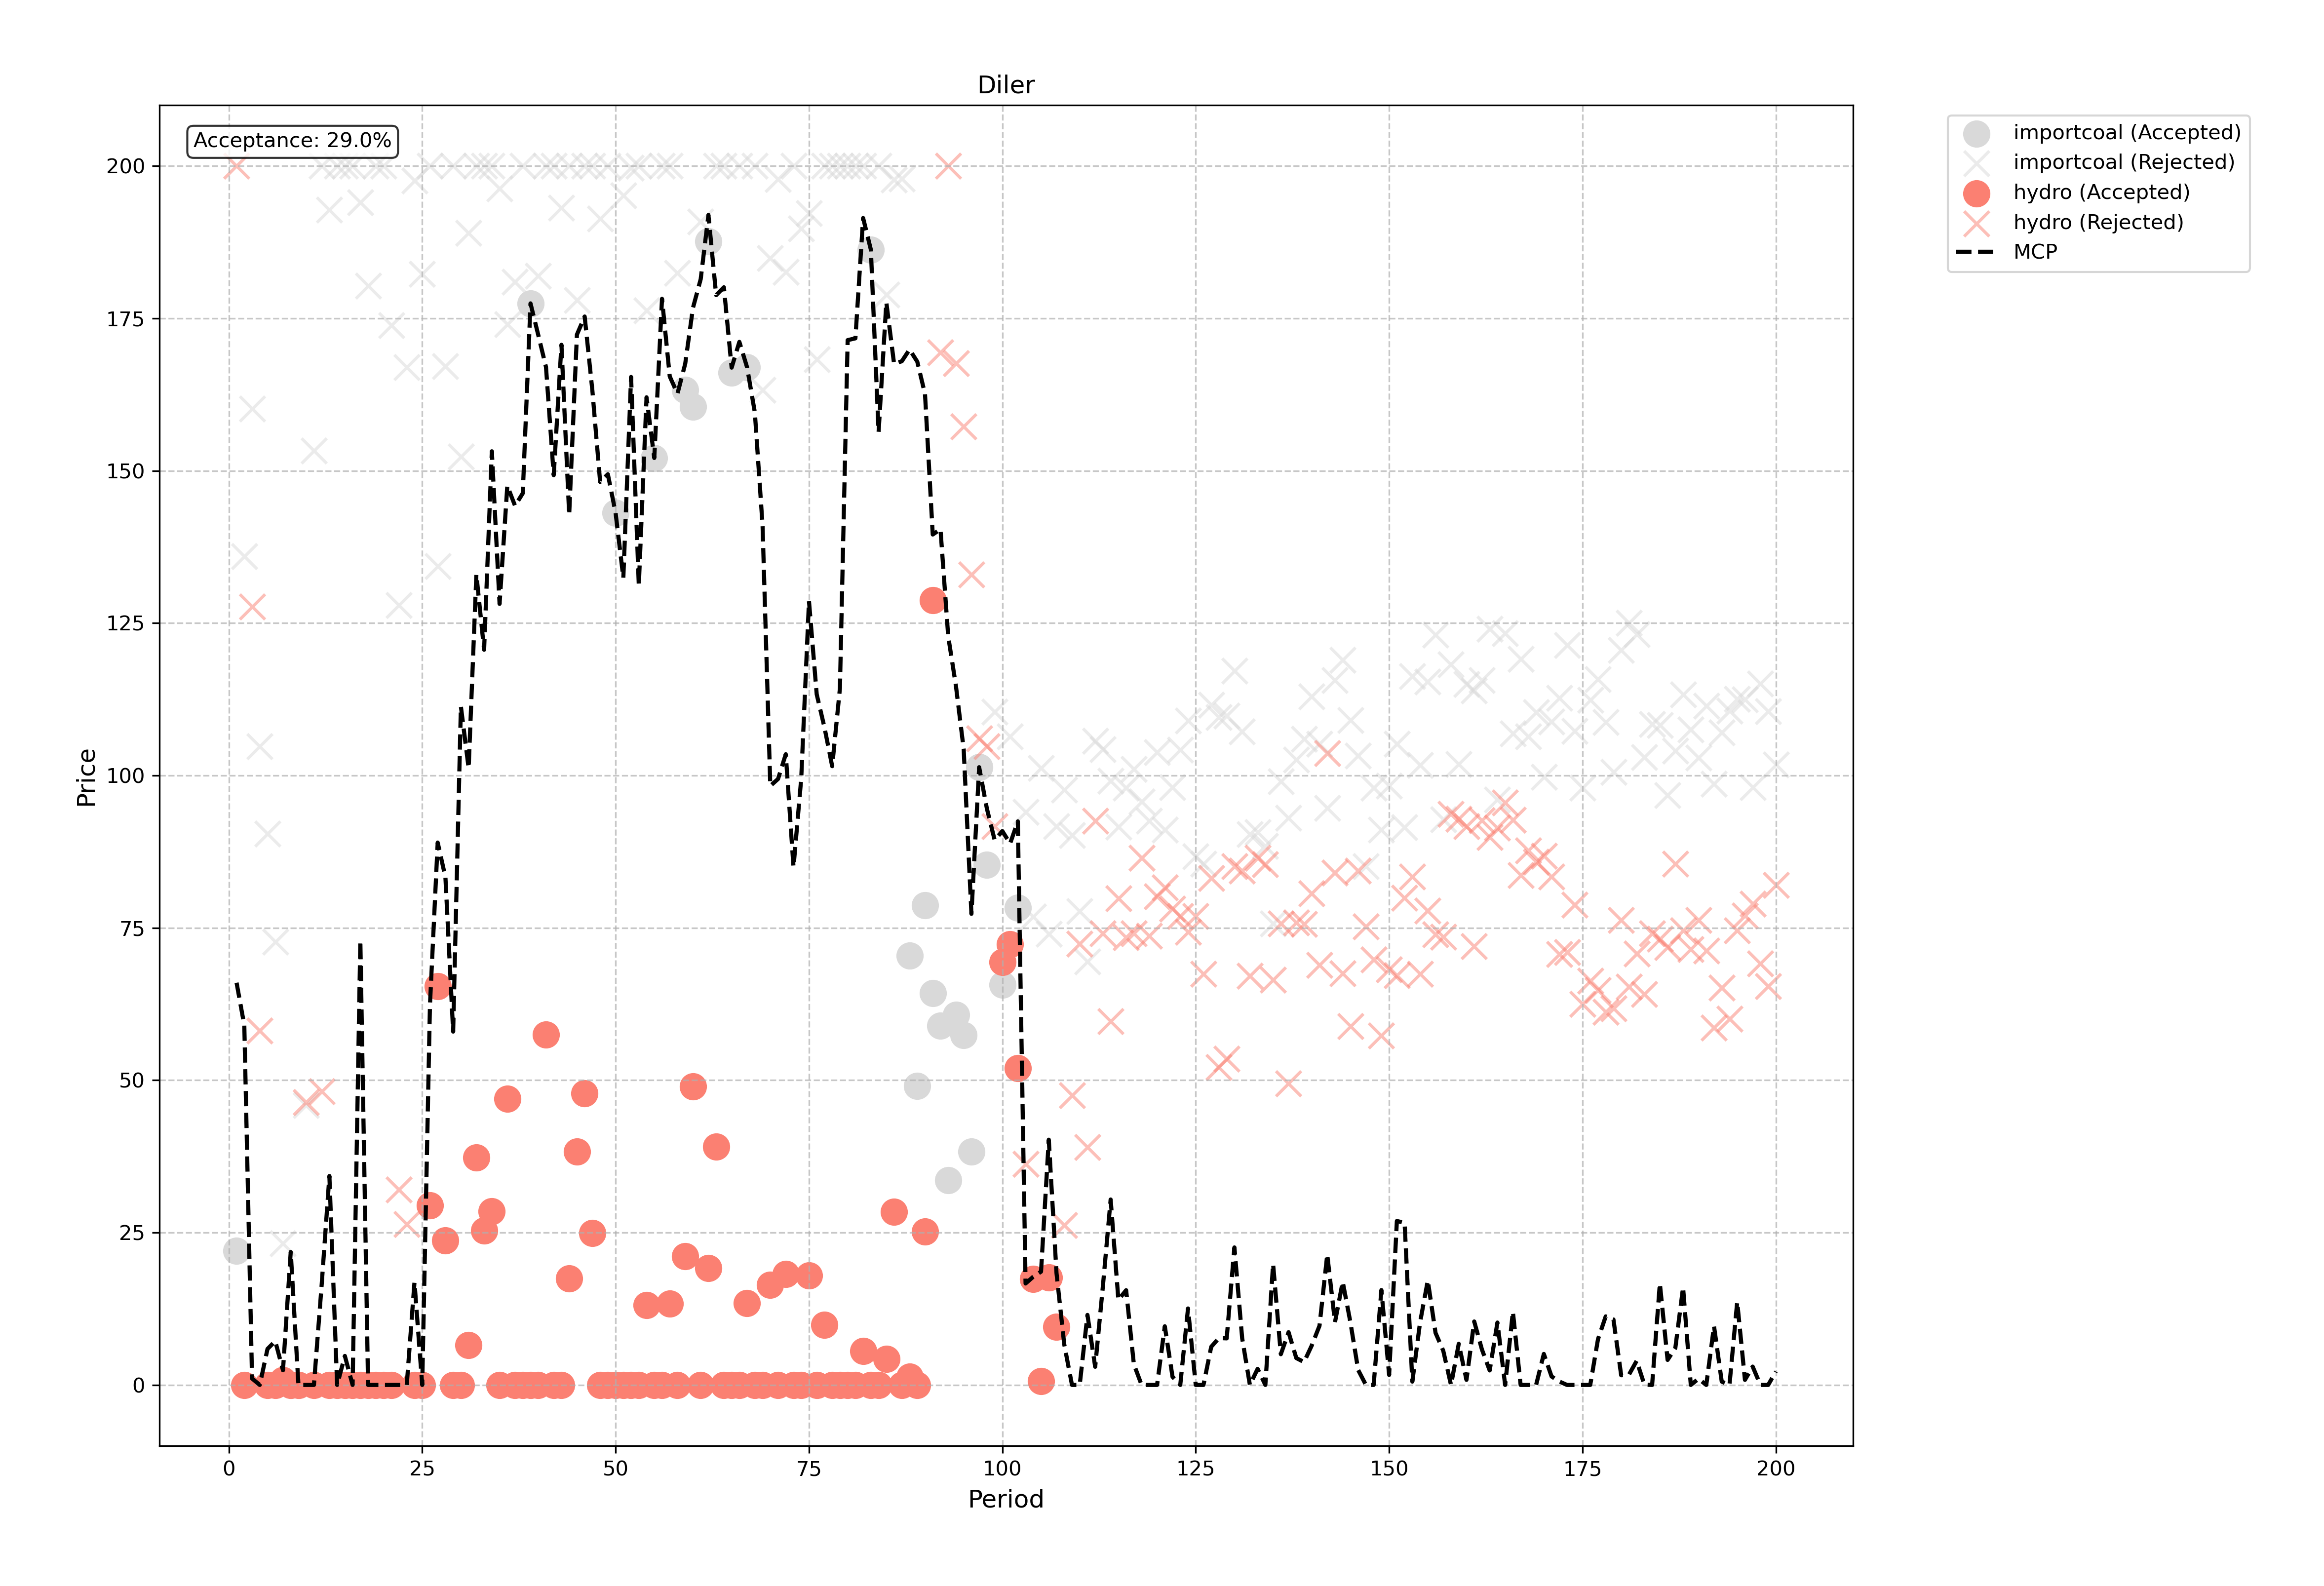 Diler
Acceptance: 29.0%
importcoal (Accepted)
importcoal (Rejected)
hydro (Accepted)
hydro (Rejected)
MCP
200
175
150
125
100
75
50
25
0
Price
0 25 50 75 100 125 150 175 200
Period